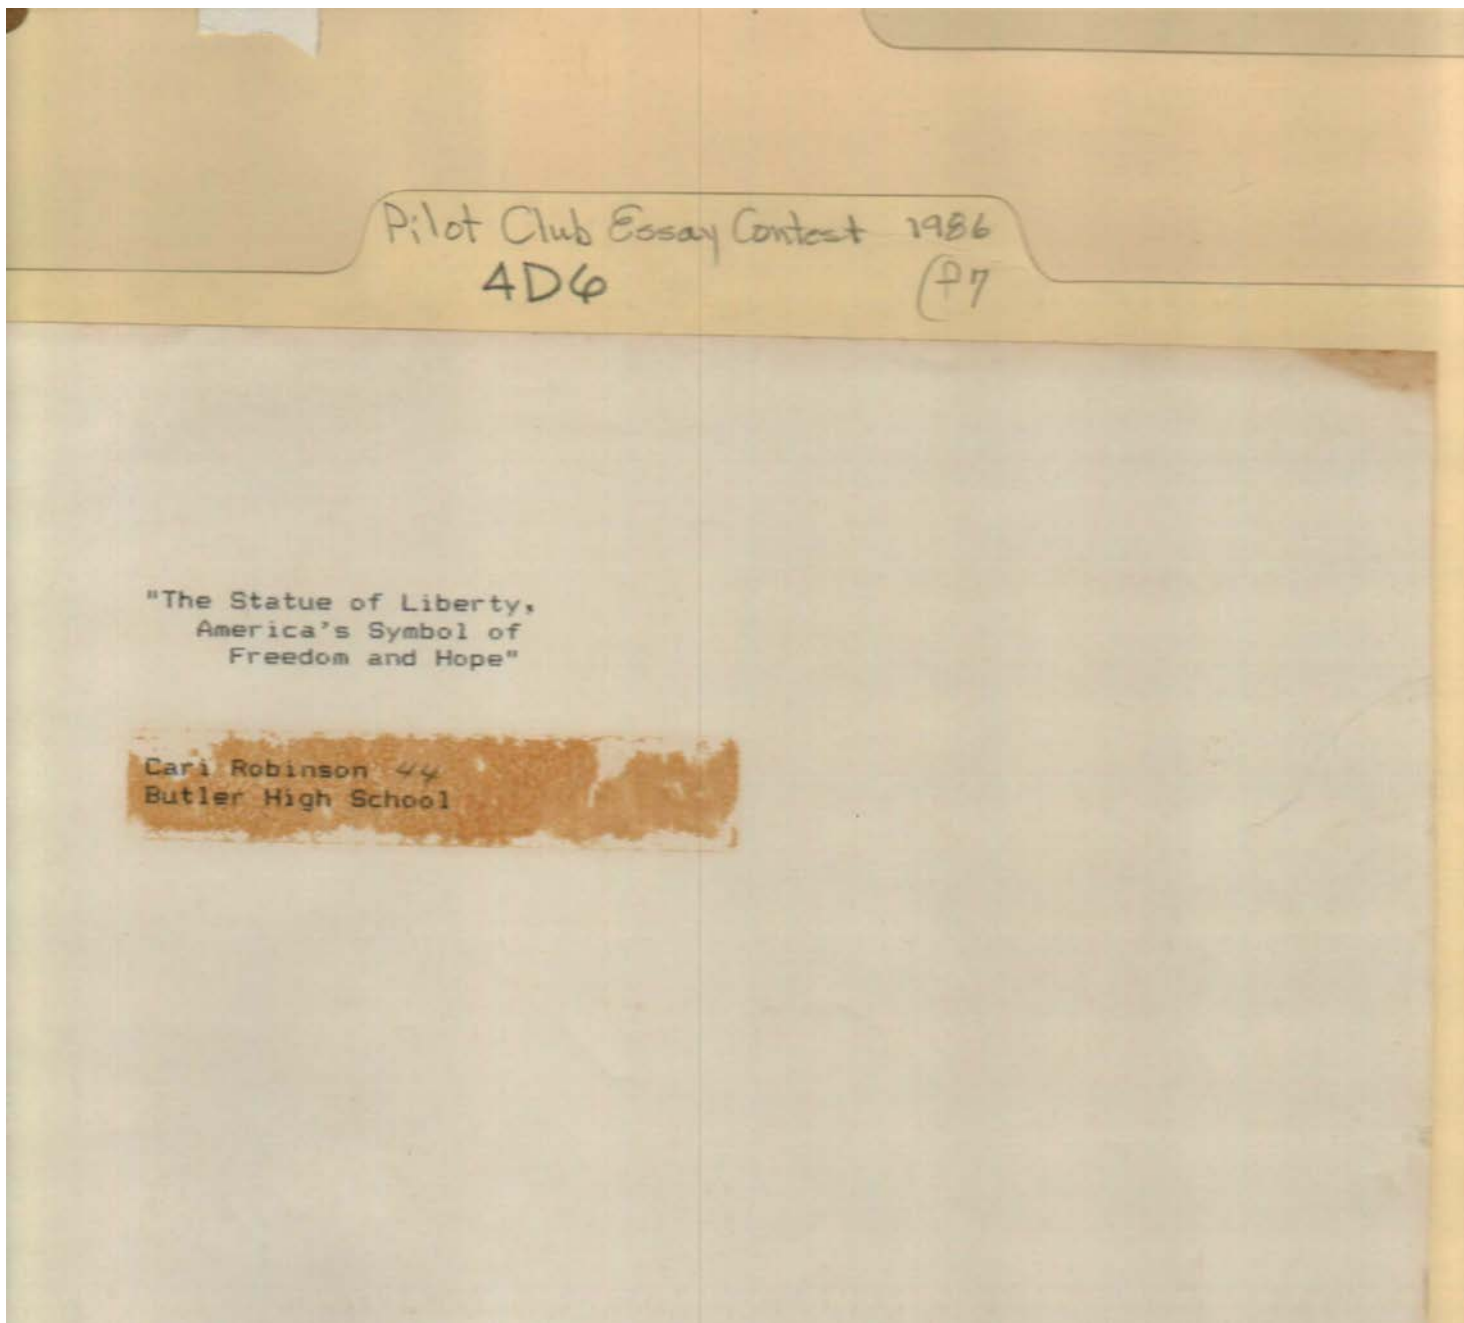 Pilot Club Essay Contest 1986
4D6 (P7
"The Statue of Liberty,
America's Symbol of
Freedom and Hope"
Cari Robinson 44
Butler High School